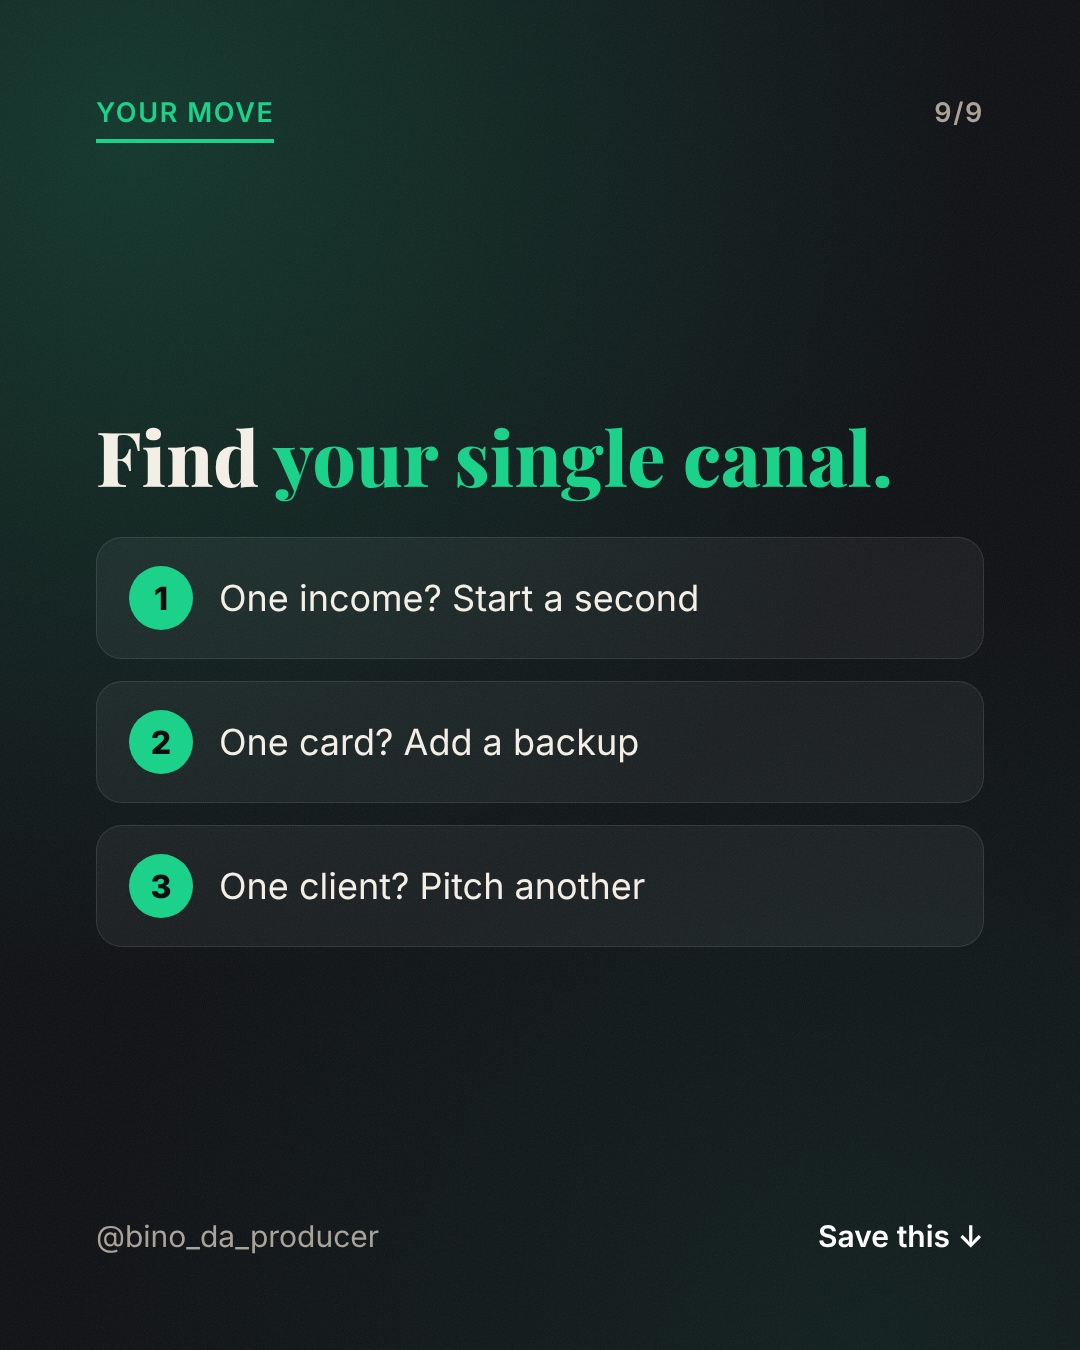 YOUR MOVE
9/9
Find your single canal.
1 One income? Start a second
2 One card? Add a backup
3 One client? Pitch another
@bino_da_producer
Save this ↓